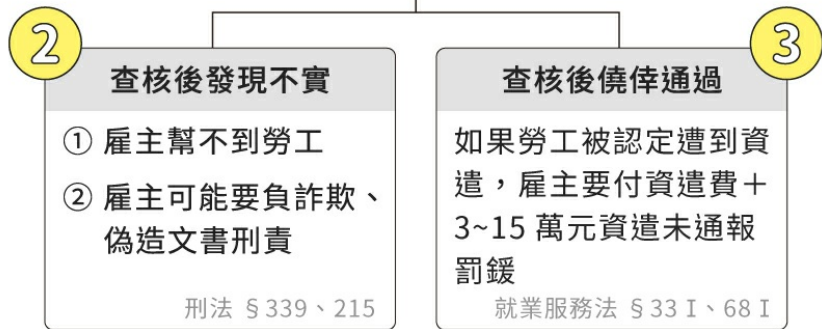 2
查核後發現不實
① 雇主幫不到勞工
② 雇主可能要負詐欺、
偽造文書刑責
刑法 §339、215
3
查核後僥倖通過
如果勞工被認定遭到資
遣，雇主要付資遣費＋
3~15 萬元資遣未通報
罰鍰
就業服務法 §33 I、68 I